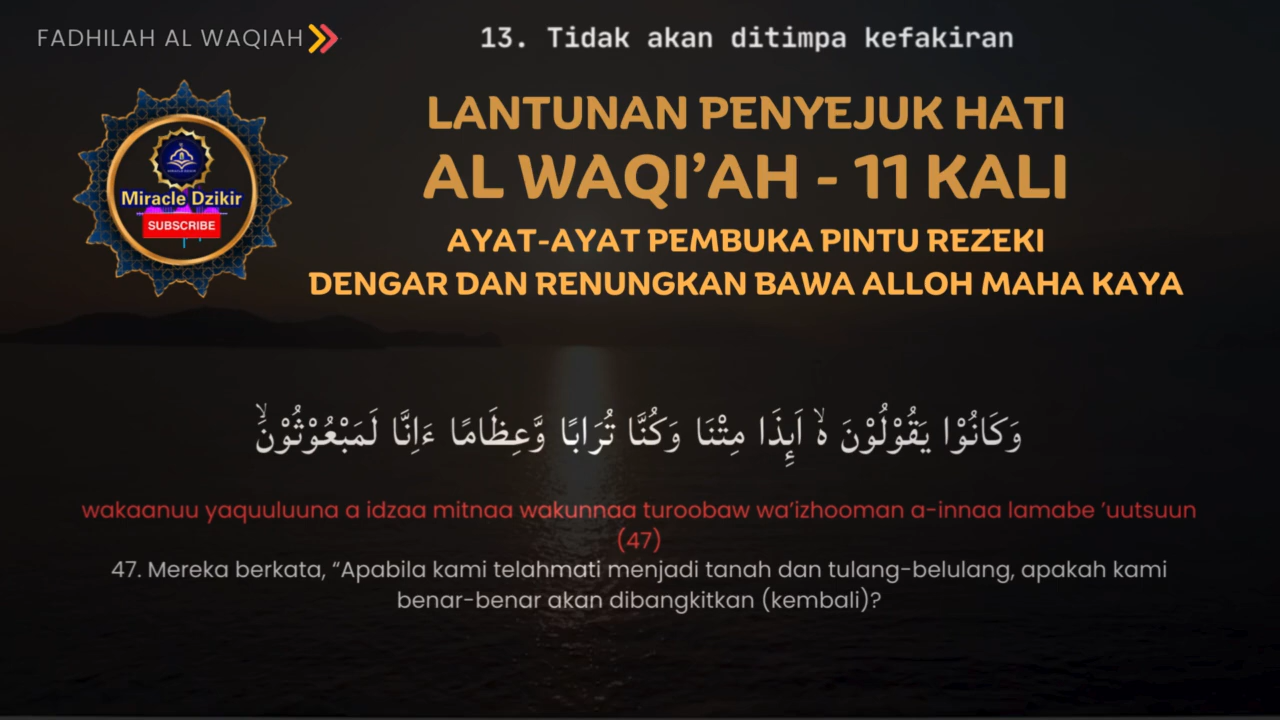 FADHILAH AL WAQIAH
13. Tidak akan ditimpa kefakiran
LANTUNAN PENYEJUK HATI
AL WAQI’AH - 11 KALI
AYAT-AYAT PEMBUKA PINTU REZEKI
DENGAR DAN RENUNGKAN BAWA ALLOH MAHA KAYA
Miracle Dzikir
SUBSCRIBE
وَكَانُوْا يَقُوْلُوْنَ ەۙ اَىِٕذَا مِتْنَا وَكُنَّا تُرَابًا وَّعِظَامًا ءَاِنَّا لَمَبْعُوْثُوْنَۙ
wakaanuu yaquuluuna a idzaa mitnaa wakunnaa turoobaw wa’izhooman a-innaa lamabe ’uutsuun
(47)
47. Mereka berkata, “Apabila kami telahmati menjadi tanah dan tulang-belulang, apakah kami
benar-benar akan dibangkitkan (kembali)?